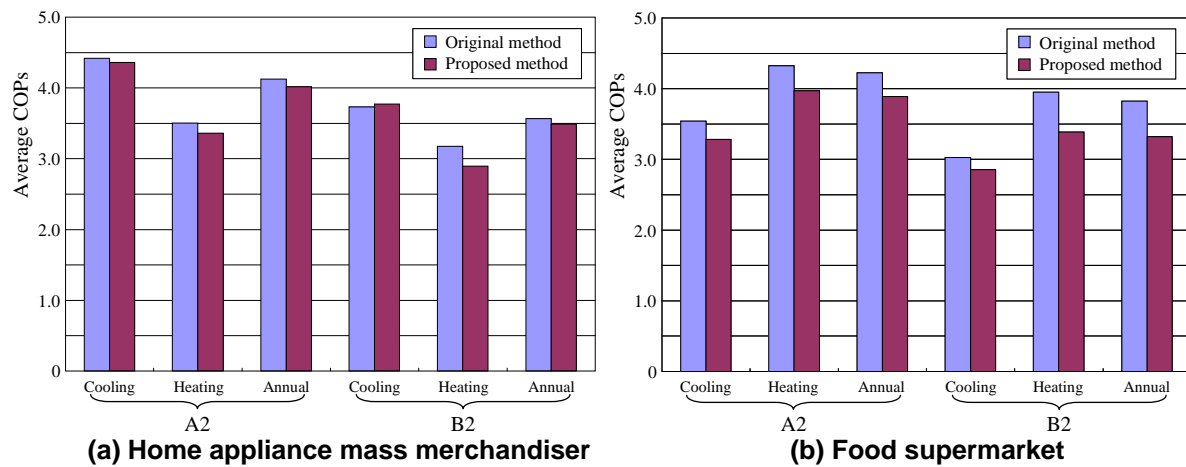 5.0
4.0
3.0
2.0
1.0
0
Average COPs
Original method
Proposed method
Cooling Heating Annual Cooling Heating Annual
A2 B2
(a) Home appliance mass merchandiser
5.0
4.0
3.0
2.0
1.0
0
Average COPs
Original method
Proposed method
Cooling Heating Annual Cooling Heating Annual
A2 B2
(b) Food supermarket